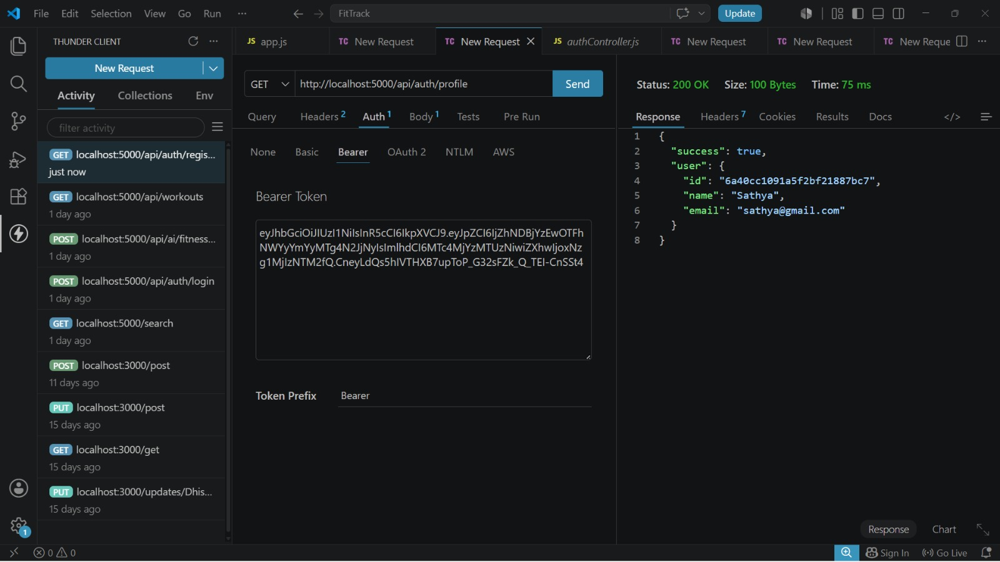 File Edit Selection View Go Run ···
FitTrack
Update
THUNDER CLIENT
New Request
Activity Collections Env
filter activity
GET localhost:5000/api/auth/regis...
just now
GET localhost:5000/api/workouts
1 day ago
POST localhost:5000/api/ai/fitness...
1 day ago
POST localhost:5000/api/auth/login
1 day ago
GET localhost:5000/search
1 day ago
POST localhost:3000/post
11 days ago
PUT localhost:3000/post
15 days ago
GET localhost:3000/get
15 days ago
PUT localhost:3000/updates/Dhis...
15 days ago
JS app.js
TC New Request
TC New Request
JS authController.js
TC New Request
TC New Request
TC New Reque
GET http://localhost:5000/api/auth/profile Send
Query Headers 2 Auth 1 Body 1 Tests Pre Run
None Basic Bearer OAuth 2 NTLM AWS
Bearer Token
Token Prefix Bearer
Status: 200 OK Size: 100 Bytes Time: 75 ms
Response Headers 7 Cookies Results Docs </>
1 {
2 "success": true,
3 "user": {
4 "id": "6a40cc1091a5f2bf21887bc7",
5 "name": "Sathya",
6 "email": "sathya@gmail.com"
7 }
8 }
Response Chart
1
0 0
Sign In Go Live